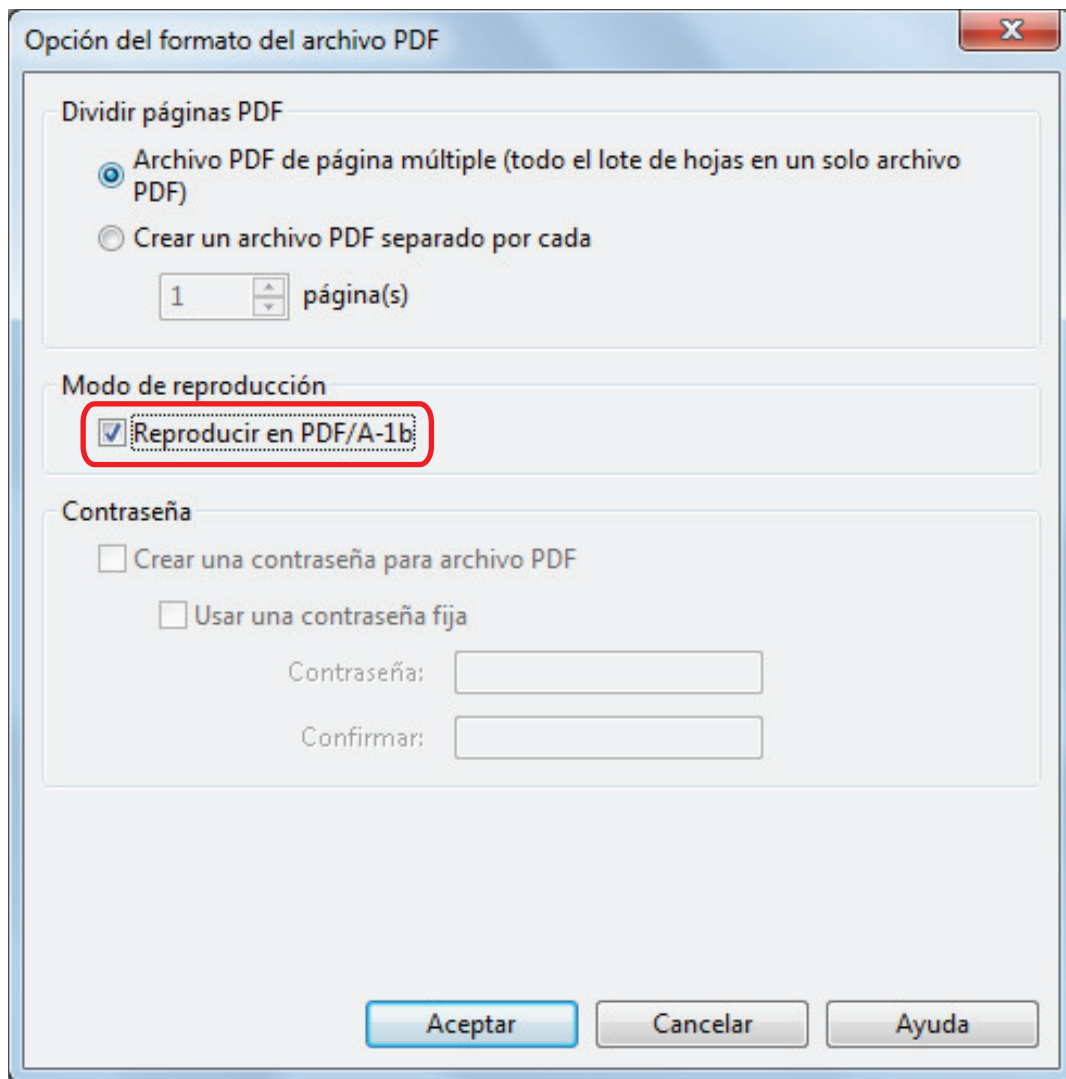 Opción del formato del archivo PDF
Dividir páginas PDF
Archivo PDF de página múltiple (todo el lote de hojas en un solo archivo
PDF)
Crear un archivo PDF separado por cada
1 página(s)
Modo de reproducción
Reproducir en PDF/A-1b
Contraseña
Crear una contraseña para archivo PDF
Usar una contraseña fija
Contraseña:
Confirmar:
Aceptar Cancelar Ayuda